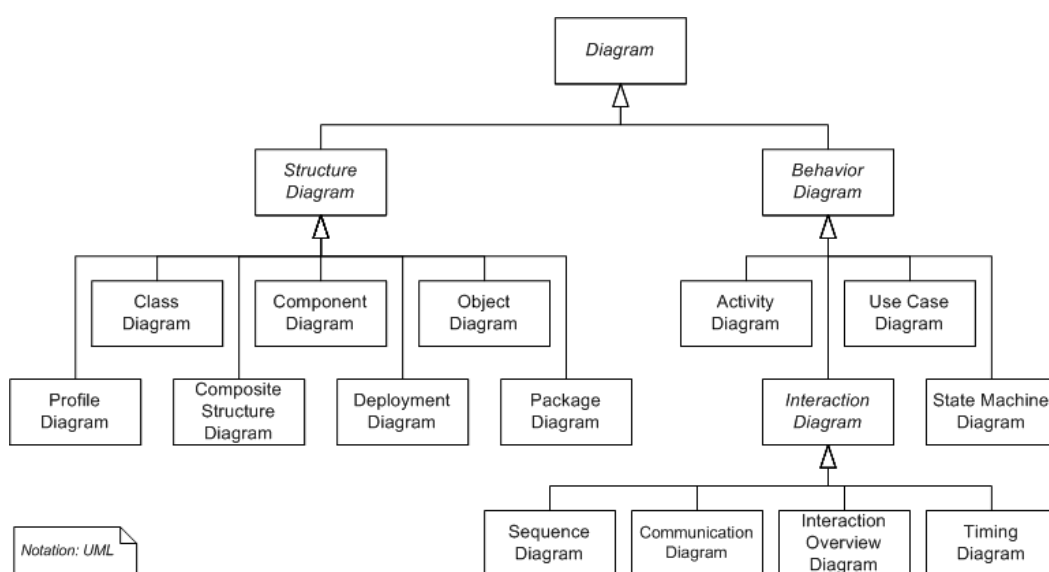 Diagram
Structure
Diagram
Behavior
Diagram
Class
Diagram
Component
Diagram
Object
Diagram
Activity
Diagram
Use Case
Diagram
Profile
Diagram
Composite
Structure
Diagram
Deployment
Diagram
Package
Diagram
Interaction
Diagram
State Machine
Diagram
Sequence
Diagram
Communication
Diagram
Interaction
Overview
Diagram
Timing
Diagram
Notation: UML